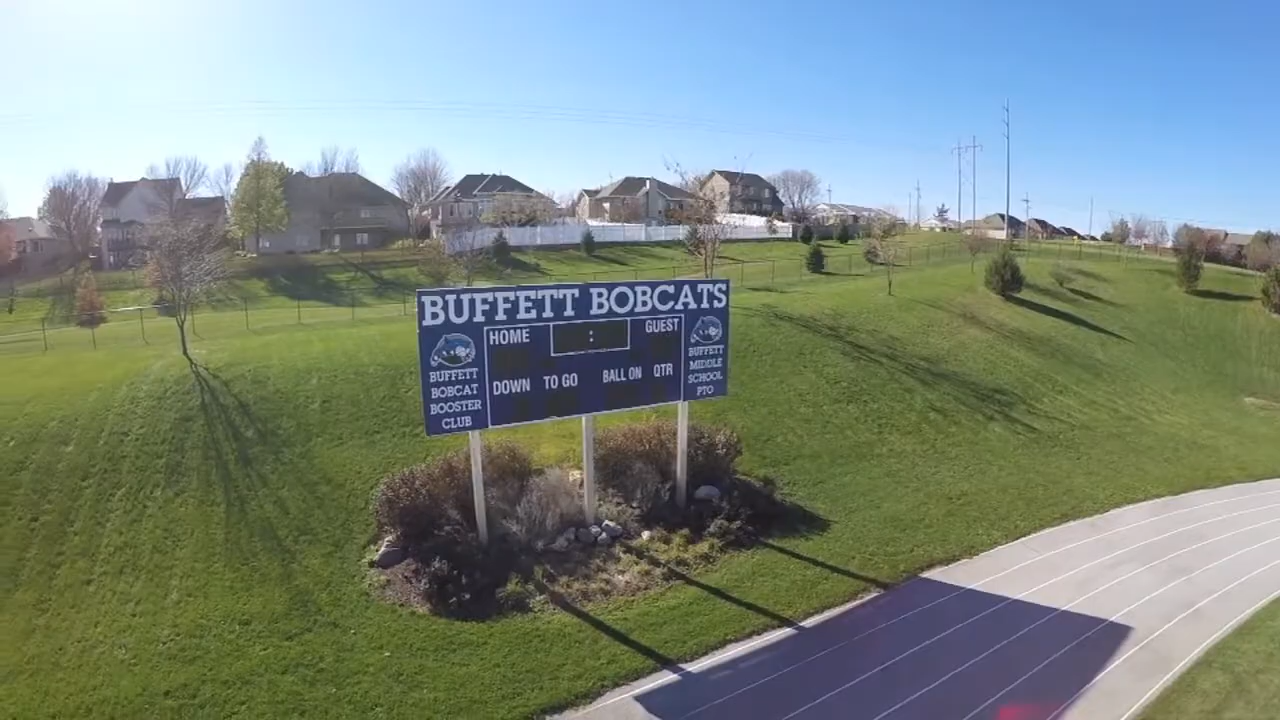 BUFFETT BOBCATS
HOME
:
GUEST
DOWN TO GO BALL ON QTR
BUFFETT
BOBCAT
BOOSTER
CLUB
BUFFETT
MIDDLE
SCHOOL
PTO